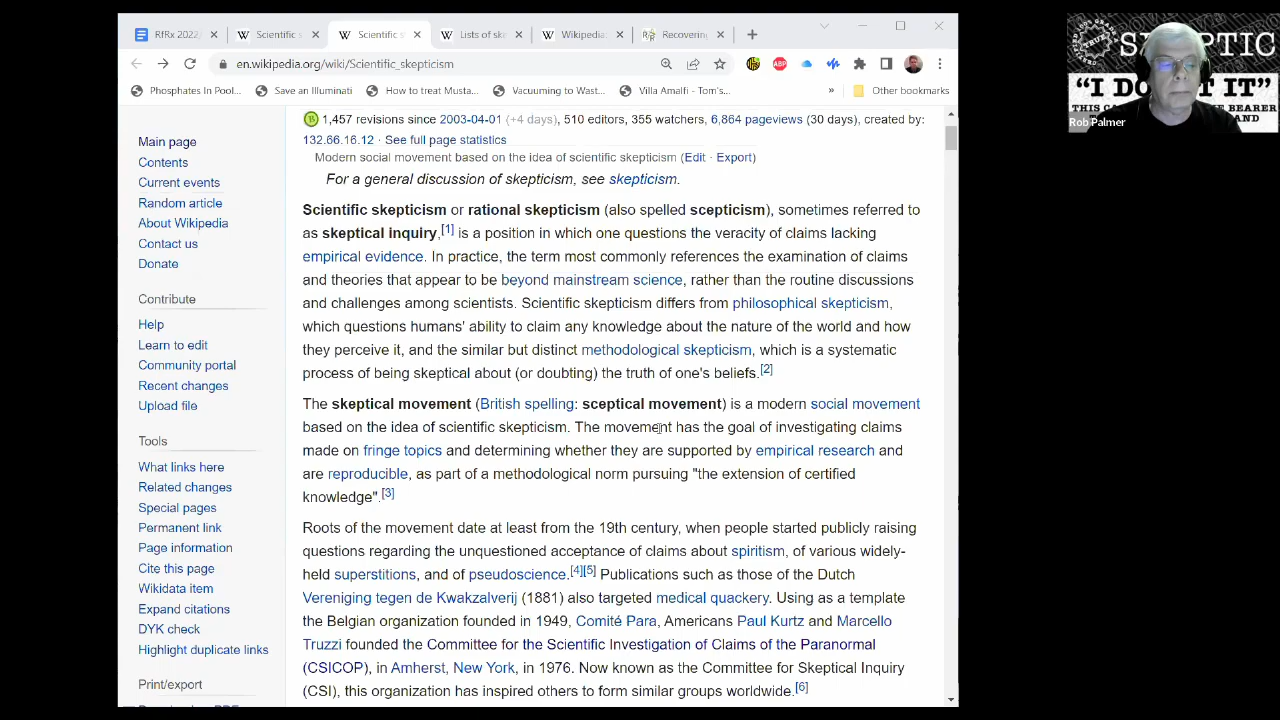 RfRx 2022/
Scientific s
Scientific s
Lists of ske
Wikipedia:
Recovering
en.wikipedia.org/wiki/Scientific_skepticism
ABP
Phosphates In Pool...
Save an Illuminati
How to treat Musta...
Vacuuming to Wast...
Villa Amalfi - Tom's...
»
Other bookmarks
1,457 revisions since 2003-04-01 (+4 days), 510 editors, 355 watchers, 6,864 pageviews (30 days), created by:
132.66.16.12 · See full page statistics
Modern social movement based on the idea of scientific skepticism (Edit · Export)
For a general discussion of skepticism, see skepticism.
Scientific skepticism or rational skepticism (also spelled scepticism), sometimes referred to
as skeptical inquiry,[1] is a position in which one questions the veracity of claims lacking
empirical evidence. In practice, the term most commonly references the examination of claims
and theories that appear to be beyond mainstream science, rather than the routine discussions
and challenges among scientists. Scientific skepticism differs from philosophical skepticism,
which questions humans' ability to claim any knowledge about the nature of the world and how
they perceive it, and the similar but distinct methodological skepticism, which is a systematic
process of being skeptical about (or doubting) the truth of one's beliefs.[2]
The skeptical movement (British spelling: sceptical movement) is a modern social movement
based on the idea of scientific skepticism. The movement has the goal of investigating claims
made on fringe topics and determining whether they are supported by empirical research and
are reproducible, as part of a methodological norm pursuing "the extension of certified
knowledge".[3]
Roots of the movement date at least from the 19th century, when people started publicly raising
questions regarding the unquestioned acceptance of claims about spiritism, of various widely-
held superstitions, and of pseudoscience.[4][5] Publications such as those of the Dutch
Vereniging tegen de Kwakzalverij (1881) also targeted medical quackery. Using as a template
the Belgian organization founded in 1949, Comité Para, Americans Paul Kurtz and Marcello
Truzzi founded the Committee for the Scientific Investigation of Claims of the Paranormal
(CSICOP), in Amherst, New York, in 1976. Now known as the Committee for Skeptical Inquiry
(CSI), this organization has inspired others to form similar groups worldwide.[6]
Main page
Contents
Current events
Random article
About Wikipedia
Contact us
Donate
Contribute
Help
Learn to edit
Community portal
Recent changes
Upload file
Tools
What links here
Related changes
Special pages
Permanent link
Page information
Cite this page
Wikidata item
Expand citations
DYK check
Highlight duplicate links
Print/export
TRUE
Rob Palmer